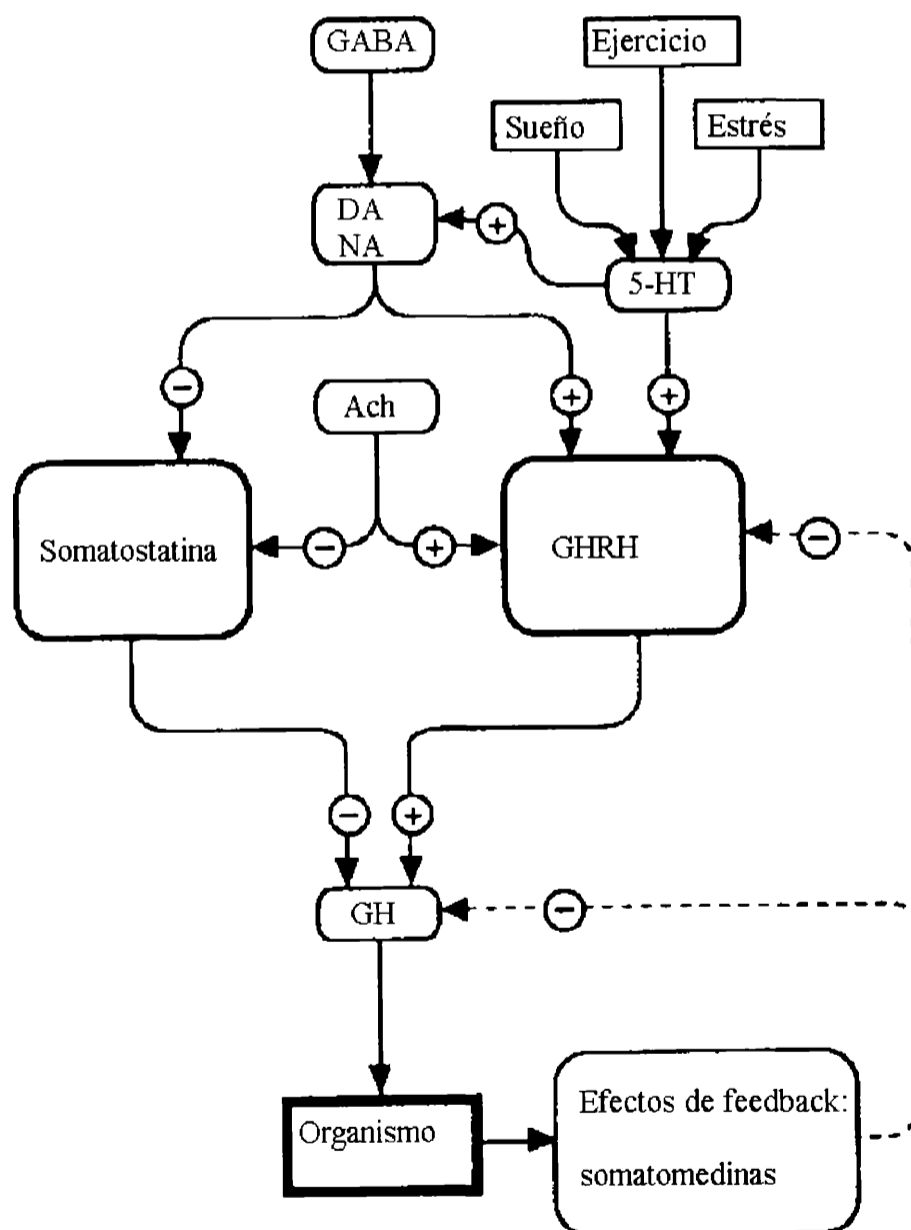 GABA
Ejercicio
Sueño
Estrés
DA
NA
+
5-HT
−
Ach
+
+
Somatostatina
−
+
GHRH
−
−
+
GH
−
Organismo
Efectos de feedback:
somatomedinas